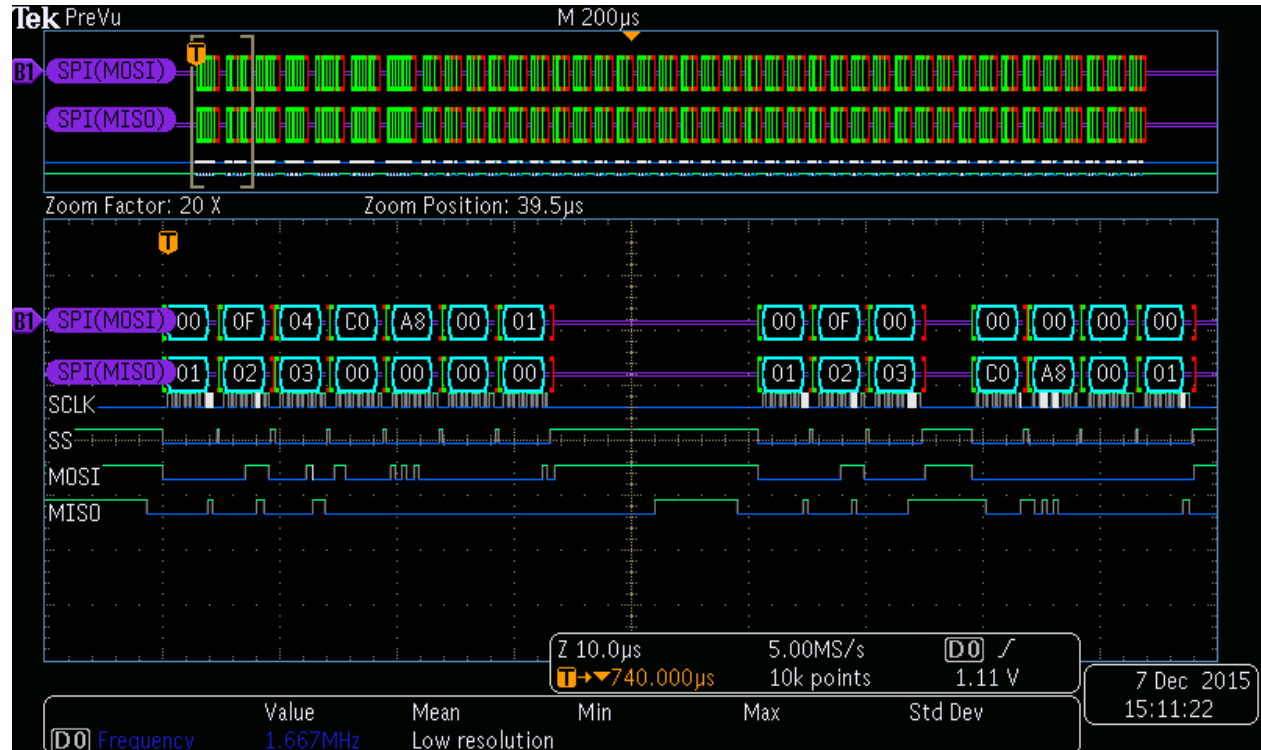 Tek PreVu M 200µs
T
B1 SPI(MOSI)
SPI(MISO)
Zoom Factor: 20 X Zoom Position: 39.5µs
T
B1 SPI(MOSI) 00 0F 04 C0 A8 00 01 00 0F 00 00 00 00 00
SPI(MISO) 01 02 03 00 00 00 00 01 02 03 C0 A8 00 01
SCLK
SS
MOSI
MISO
Z 10.0µs 5.00MS/s D0
T→▼740.000µs 10k points 1.11 V
7 Dec 2015
15:11:22
Value Mean Min Max Std Dev
D0 Frequency 1.667MHz Low resolution